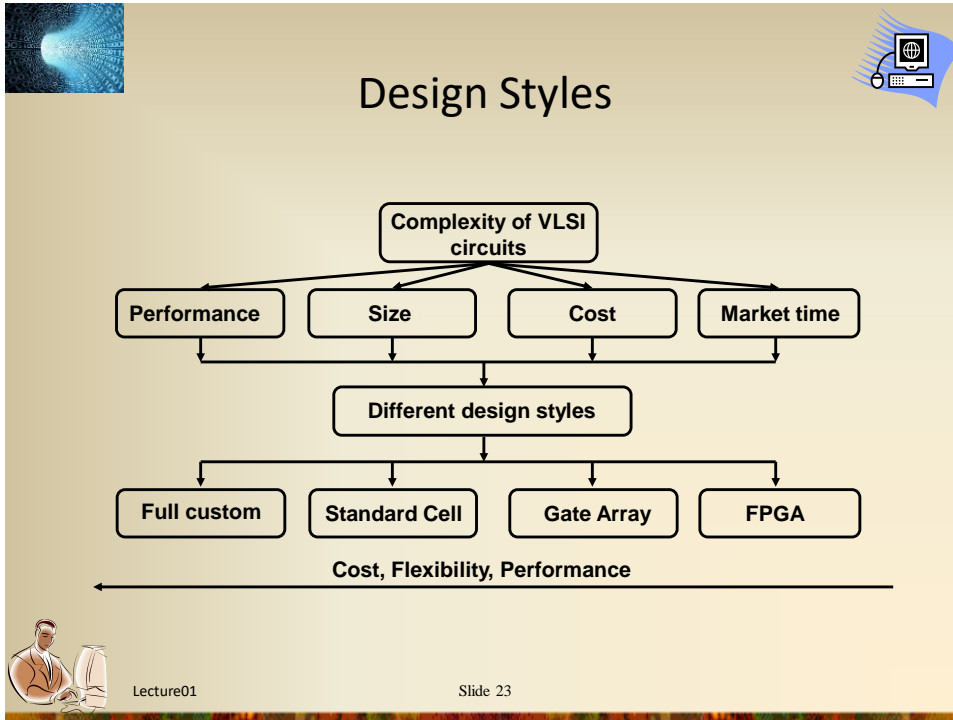 Design Styles
Complexity of VLSI
circuits
Performance
Size
Cost
Market time
Different design styles
Full custom
Standard Cell
Gate Array
FPGA
Cost, Flexibility, Performance
Lecture01
Slide 23